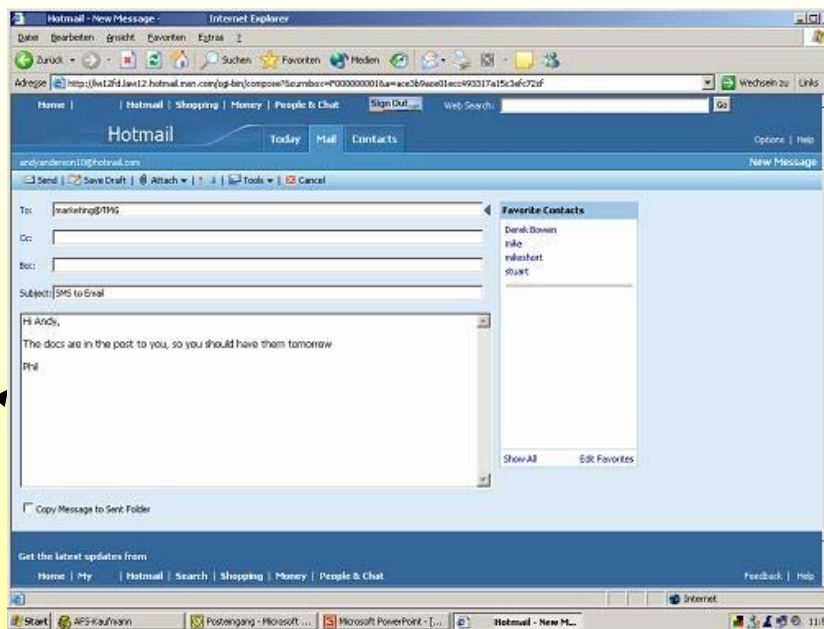 Hotmail - New Message - Internet Explorer
Datei Bearbeiten Ansicht Favoriten Extras ?
Zurück Suchen Favoriten Medien
Adresse Wechseln zu Links
Home | | Hotmail | Shopping | Money | People & Chat Sign Out Web Search: Go
Hotmail Today Mail Contacts Options | Help
andyanderson10@hotmail.com New Message
Send | Save Draft | Attach | Tools | Cancel
To: marketing@TMG
Cc:
Bcc:
Subject: SMS to Email
Favorite Contacts
Derek Bowen
mike
mikeshort
stuart
Hi Andy,
The docs are in the post to you, so you should have them tomorrow
Phil
Show All Edit Favorites
Copy Message to Sent Folder
Get the latest updates from
Home | My | Hotmail | Search | Shopping | Money | People & Chat Feedback | Help
Internet
Start AFS-Kaufmann Posteingang - Microsoft ... Microsoft PowerPoint - [... Hotmail - New M...